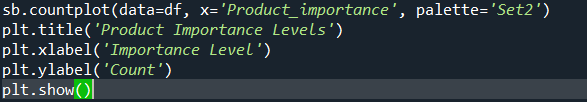 sb.countplot(data=df, x='Product_importance', palette='Set2')
plt.title('Product Importance Levels')
plt.xlabel('Importance Level')
plt.ylabel('Count')
plt.show()